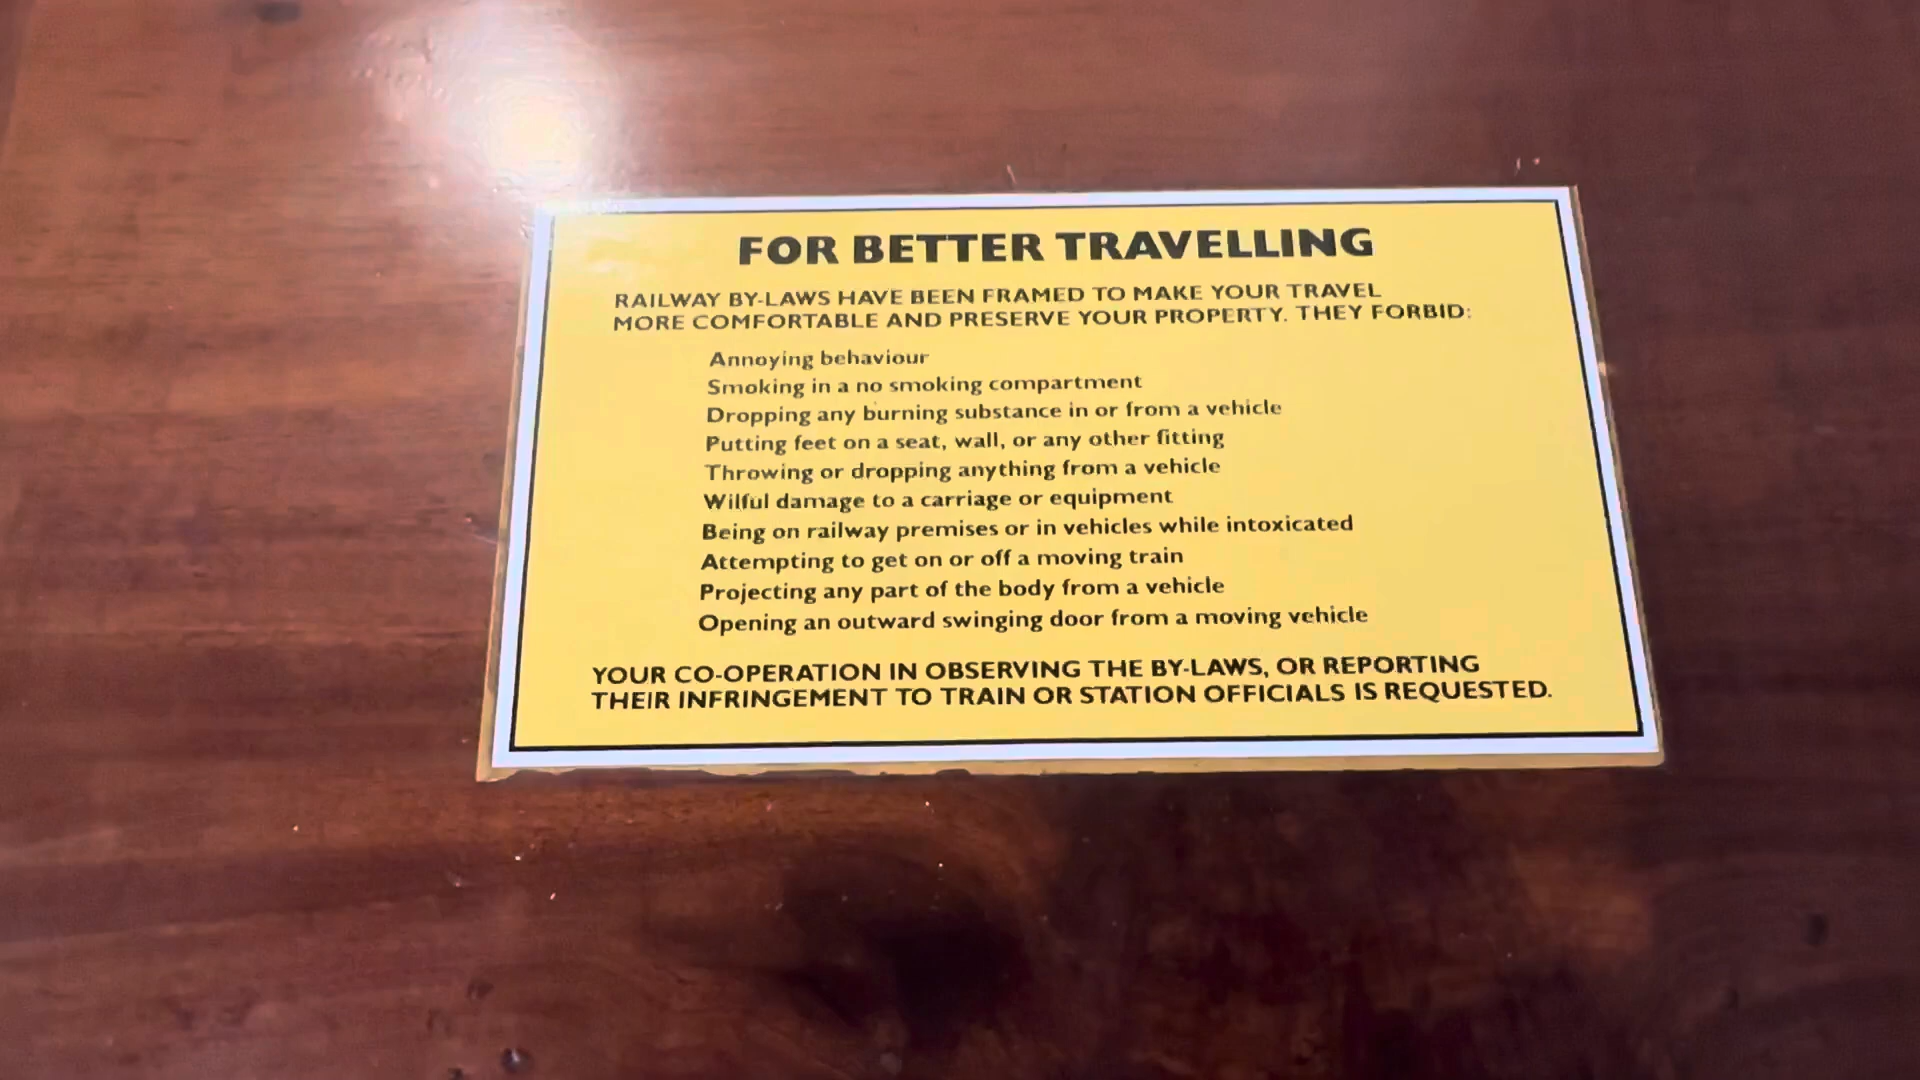 FOR BETTER TRAVELLING
RAILWAY BY-LAWS HAVE BEEN FRAMED TO MAKE YOUR TRAVEL
MORE COMFORTABLE AND PRESERVE YOUR PROPERTY. THEY FORBID:
Annoying behaviour
Smoking in a no smoking compartment
Dropping any burning substance in or from a vehicle
Putting feet on a seat, wall, or any other fitting
Throwing or dropping anything from a vehicle
Wilful damage to a carriage or equipment
Being on railway premises or in vehicles while intoxicated
Attempting to get on or off a moving train
Projecting any part of the body from a vehicle
Opening an outward swinging door from a moving vehicle
YOUR CO-OPERATION IN OBSERVING THE BY-LAWS, OR REPORTING
THEIR INFRINGEMENT TO TRAIN OR STATION OFFICIALS IS REQUESTED.